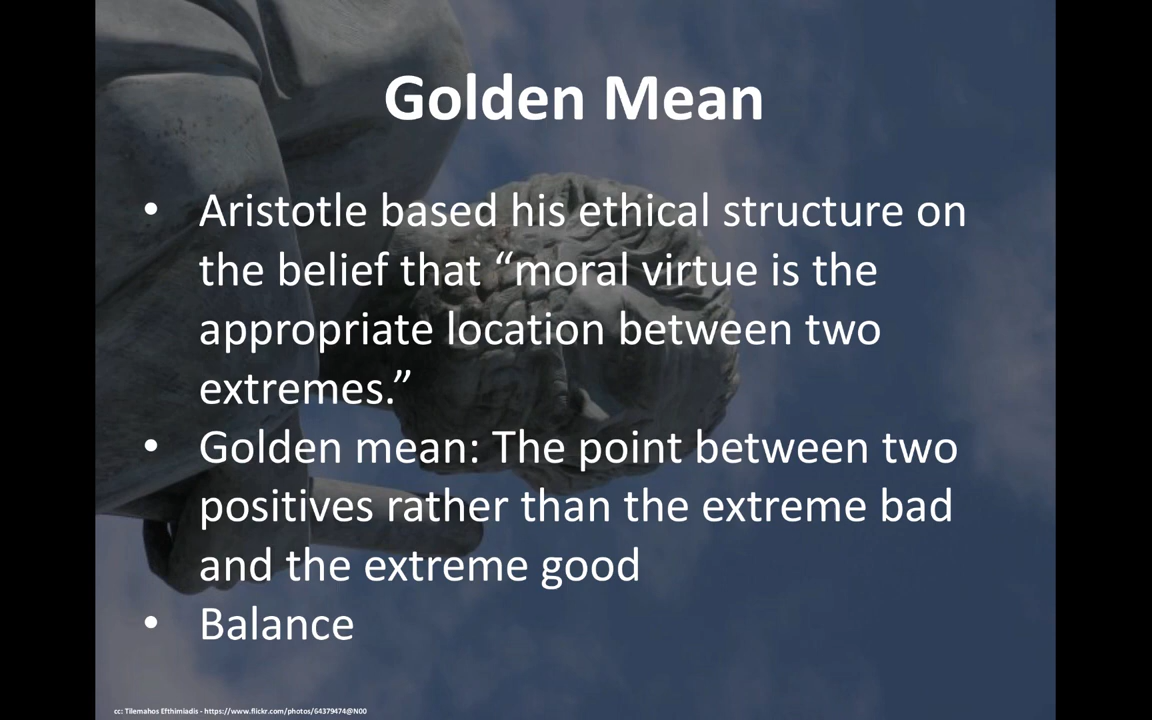 Golden Mean
• Aristotle based his ethical structure on
the belief that “moral virtue is the
appropriate location between two
extremes.”
• Golden mean: The point between two
positives rather than the extreme bad
and the extreme good
• Balance
cc: Tilemahos Efthimiadis - https://www.flickr.com/photos/64379474@N00